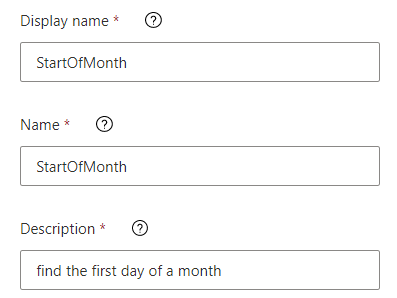 Display name *
StartOfMonth
Name *
StartOfMonth
Description *
find the first day of a month